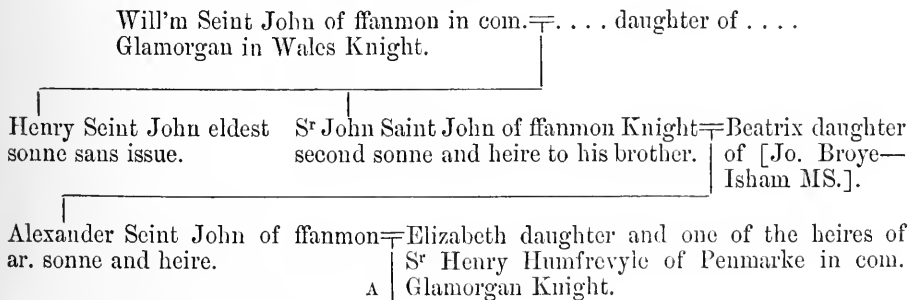 Will'm Seint John of ffanmon in com.╤. . . . daughter of . . . .
Glamorgan in Wales Knight.
Henry Seint John eldest
sonne sans issue.
Sʳ John Saint John of ffanmon Knight╤Beatrix daughter
second sonne and heire to his brother.
of [Jo. Broye—
Isham MS.].
Alexander Seint John of ffanmon╤Elizabeth daughter and one of the heires of
ar. sonne and heire.
Sʳ Henry Humfrevyle of Penmarke in com.
A Glamorgan Knight.